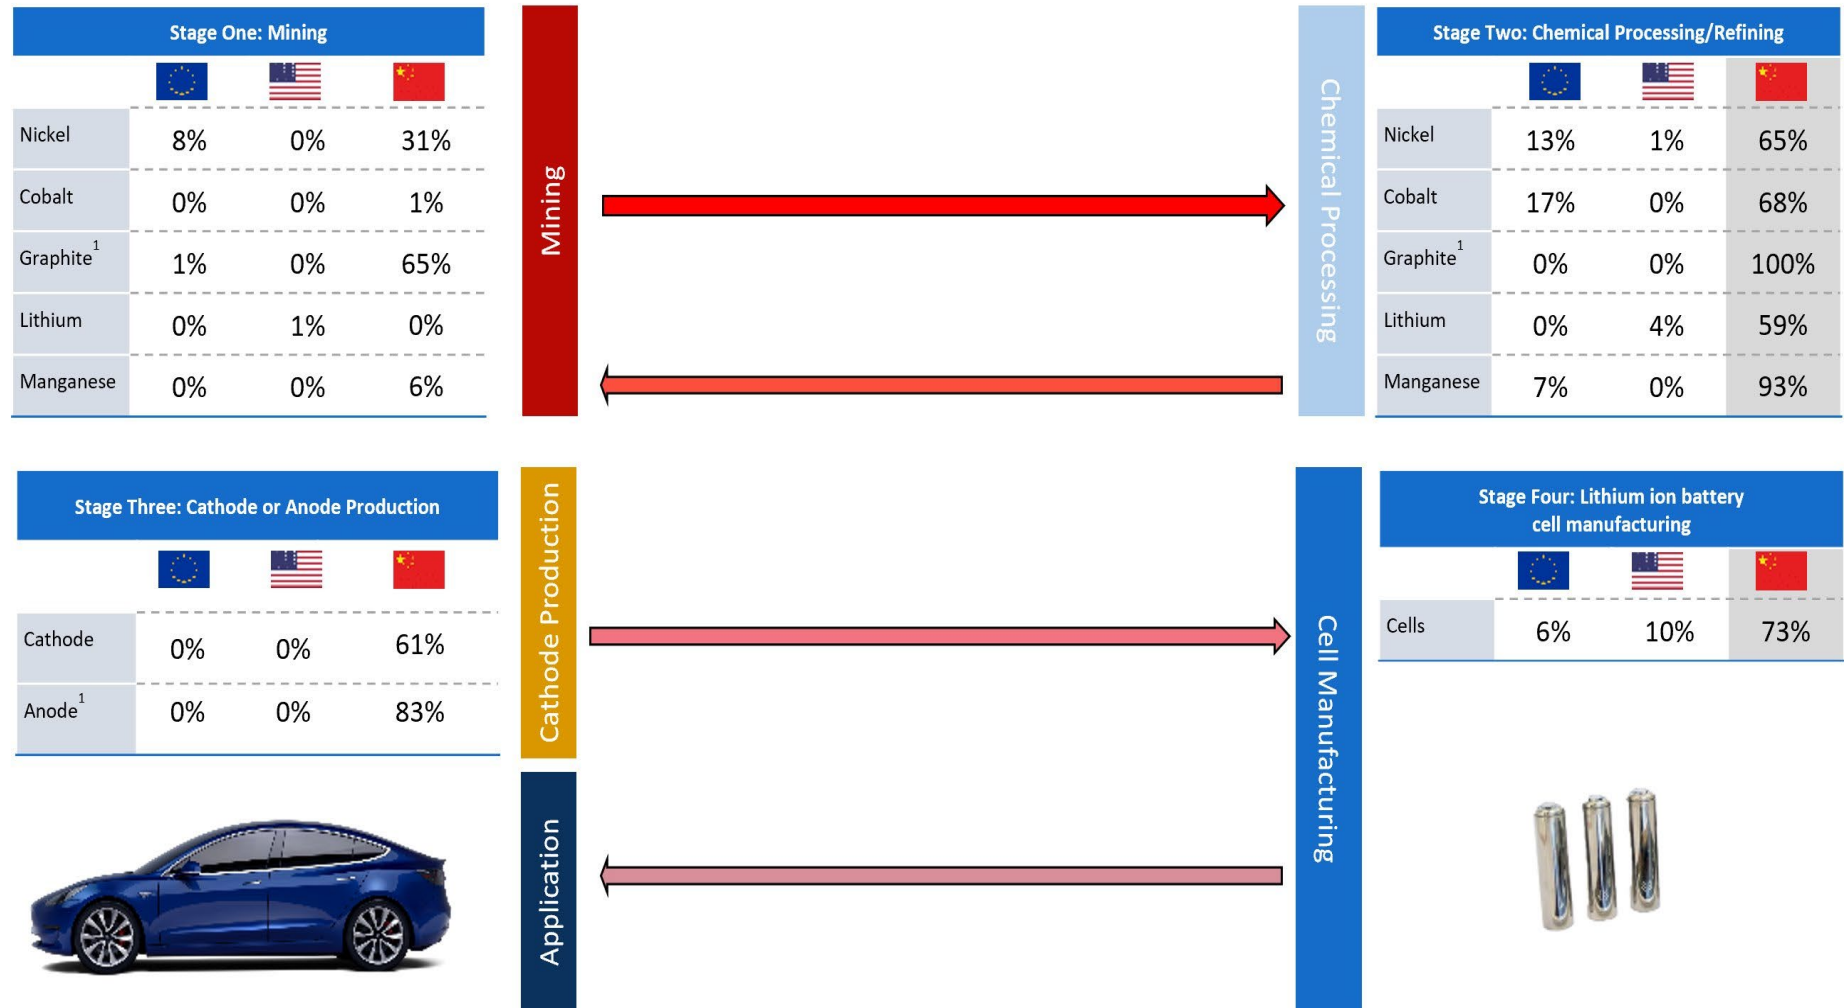 Stage One: Mining
Nickel 8% 0% 31%
Cobalt 0% 0% 1%
Graphite1 1% 0% 65%
Lithium 0% 1% 0%
Manganese 0% 0% 6%
Mining
Chemical Processing
Stage Two: Chemical Processing/Refining
Nickel 13% 1% 65%
Cobalt 17% 0% 68%
Graphite1 0% 0% 100%
Lithium 0% 4% 59%
Manganese 7% 0% 93%
Stage Three: Cathode or Anode Production
Cathode 0% 0% 61%
Anode1 0% 0% 83%
Cathode Production
Application
Cell Manufacturing
Stage Four: Lithium ion battery
cell manufacturing
Cells 6% 10% 73%